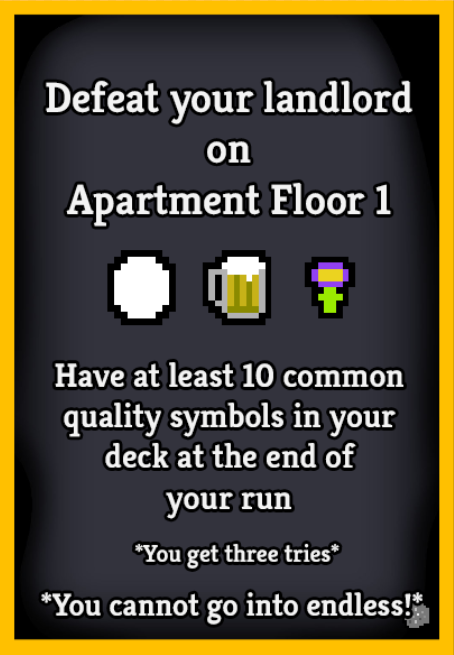 Defeat your landlord
on
Apartment Floor 1
Have at least 10 common
quality symbols in your
deck at the end of
your run
*You get three tries*
*You cannot go into endless!*